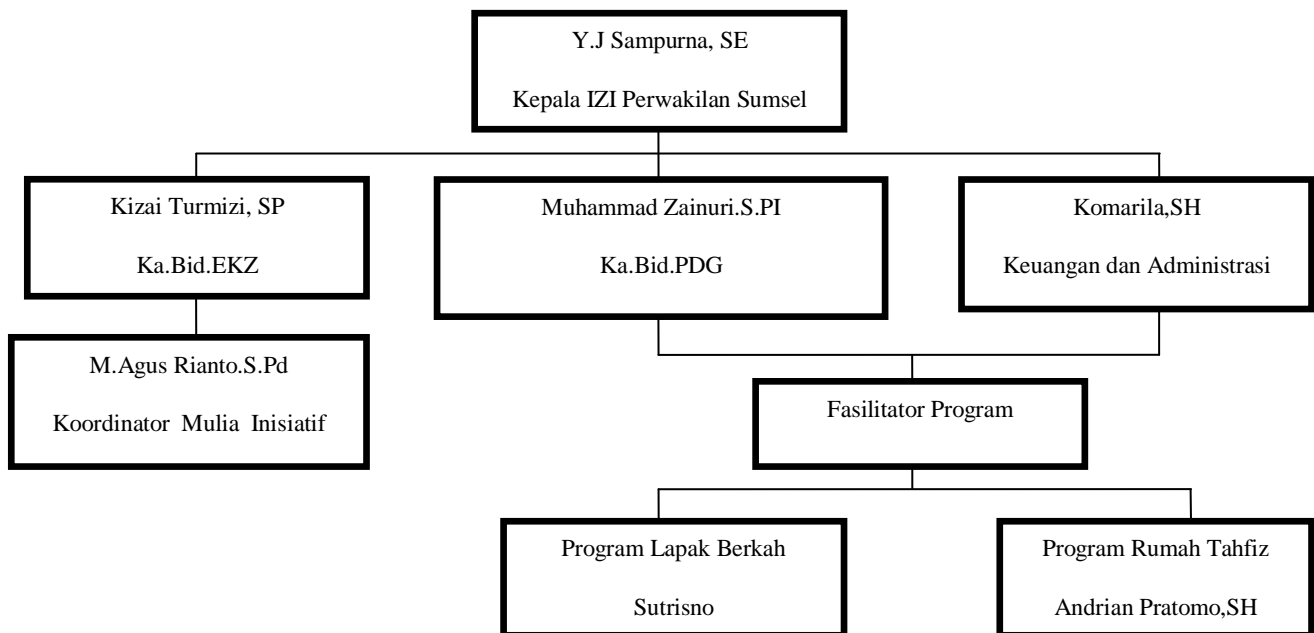 Y.J Sampurna, SE
Kepala IZI Perwakilan Sumsel
Kizai Turmizi, SP
Ka.Bid.EKZ
Muhammad Zainuri.S.PI
Ka.Bid.PDG
Komarila,SH
Keuangan dan Administrasi
M.Agus Rianto.S.Pd
Koordinator Mulia Inisiatif
Fasilitator Program
Program Lapak Berkah
Sutrisno
Program Rumah Tahfiz
Andrian Pratomo,SH